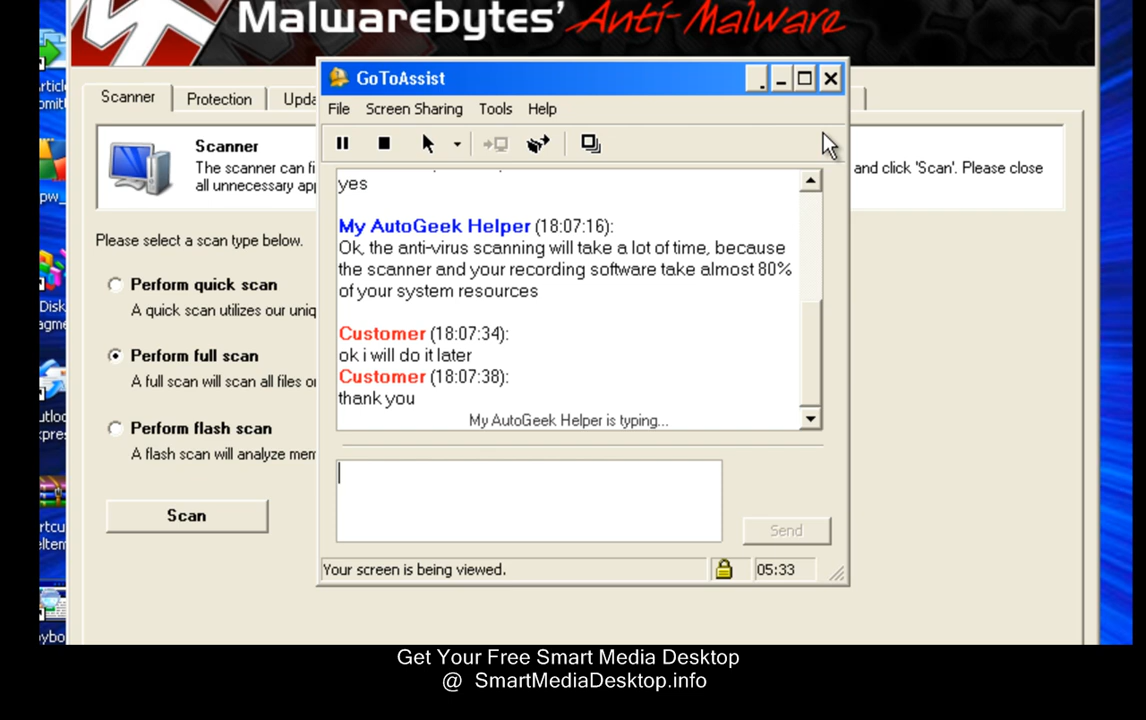 Malwarebytes' Anti-Malware
GoToAssist
File Screen Sharing Tools Help
Scanner Protection
Scanner
The scanner can
and click 'Scan'. Please close
all unnecessary
yes
My AutoGeek Helper (18:07:16):
Ok, the anti-virus scanning will take a lot of time, because
the scanner and your recording software take almost 80%
of your system resources
Customer (18:07:34):
ok i will do it later
Customer (18:07:38):
thank you
My AutoGeek Helper is typing...
Please select a scan type below.
Perform quick scan
A quick scan utilizes our
Perform full scan
A full scan will scan all files
Perform flash scan
A flash scan will analyze
Scan
Send
Your screen is being viewed.
05:33
Get Your Free Smart Media Desktop
@ SmartMediaDesktop.info